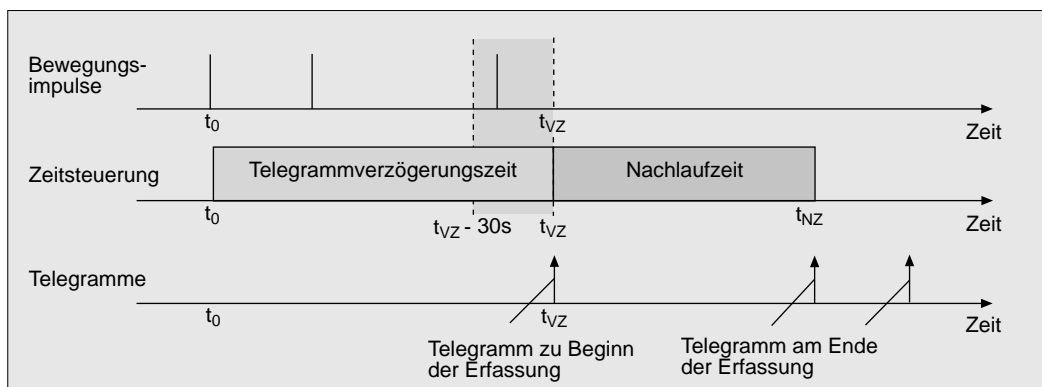 Bewegungs-
impulse
t0
tVZ
Zeit
Zeitsteuerung
Telegrammverzögerungszeit
Nachlaufzeit
t0
tVZ - 30s
tVZ
tNZ
Zeit
Telegramme
t0
tVZ
Zeit
Telegramm zu Beginn
der Erfassung
Telegramm am Ende
der Erfassung